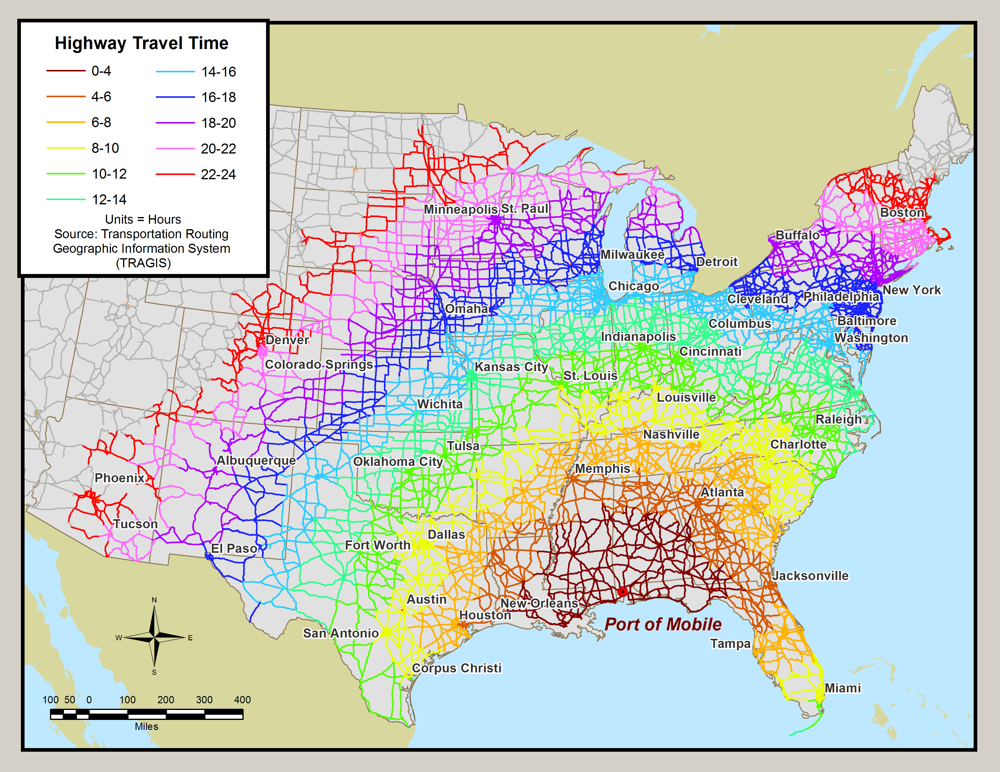 Highway Travel Time
0-4
4-6
6-8
8-10
10-12
12-14
14-16
16-18
18-20
20-22
22-24
Units = Hours
Source: Transportation Routing
Geographic Information System
(TRAGIS)
Minneapolis St. Paul
Boston
Buffalo
Milwaukee
Detroit
Chicago
New York
Cleveland
Philadelphia
Omaha
Columbus
Baltimore
Denver
Indianapolis
Washington
Cincinnati
Colorado Springs
Kansas City
St. Louis
Louisville
Wichita
Raleigh
Nashville
Tulsa
Charlotte
Albuquerque
Oklahoma City
Memphis
Phoenix
Atlanta
Tucson
Dallas
Fort Worth
El Paso
Jacksonville
Austin
New Orleans
Houston
Port of Mobile
San Antonio
Tampa
Corpus Christi
Miami
N
W
E
S
100 50 0 100 200 300 400
Miles